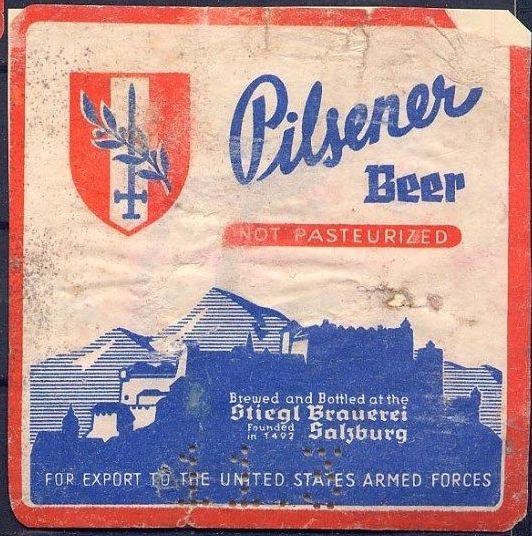 Pilsener
Beer
NOT PASTEURIZED
Brewed and Bottled at the
Stiegl Brauerei
Founded
in 1492
Salzburg
FOR EXPORT TO THE UNITED STATES ARMED FORCES